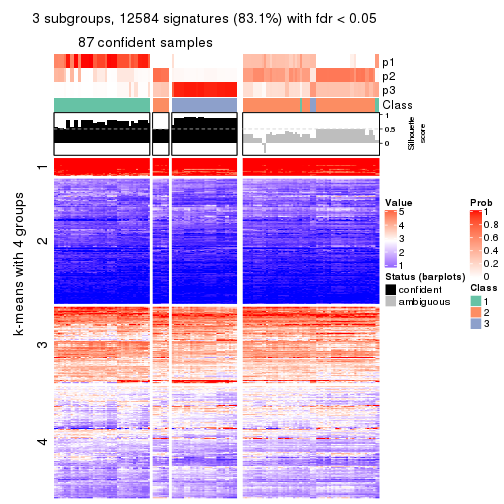 3 subgroups, 12584 signatures (83.1%) with fdr < 0.05
87 confident samples
p1
p2
p3
Class
1
0.5
0
Silhouette
score
k-means with 4 groups
1
2
3
4
Value
5
4
3
2
1
Status (barplots)
confident
ambiguous
Prob
1
0.8
0.6
0.4
0.2
0
Class
1
2
3